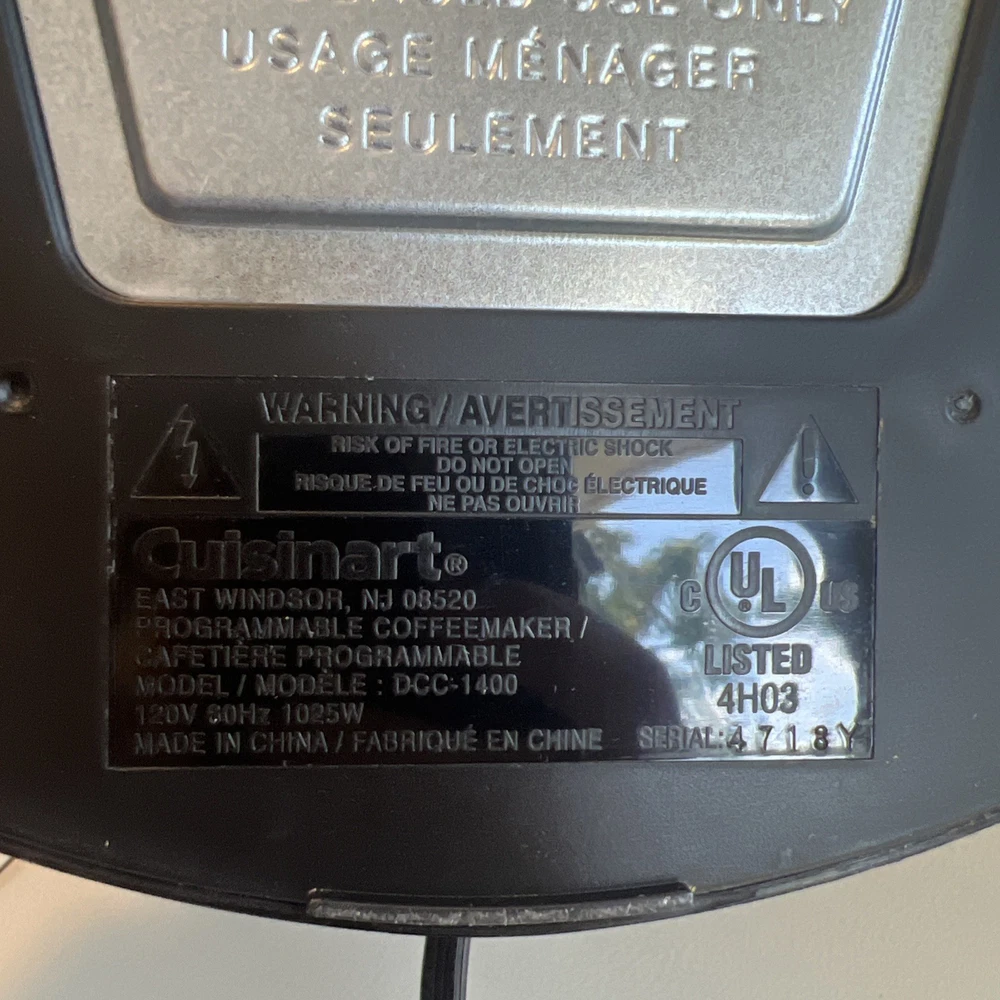 USE ONLY
USAGE MÉNAGER
SEULEMENT
WARNING / AVERTISSEMENT
RISK OF FIRE OR ELECTRIC SHOCK
DO NOT OPEN
RISQUE DE FEU OU DE CHOC ÉLECTRIQUE
NE PAS OUVRIR
Cuisinart®
EAST WINDSOR, NJ 08520
PROGRAMMABLE COFFEEMAKER /
CAFETIÈRE PROGRAMMABLE
MODEL / MODÈLE : DCC-1400
120V 60Hz 1025W
MADE IN CHINA / FABRIQUÉ EN CHINE
C UL US
LISTED
4H03
SERIAL: 4 7 1 8 Y